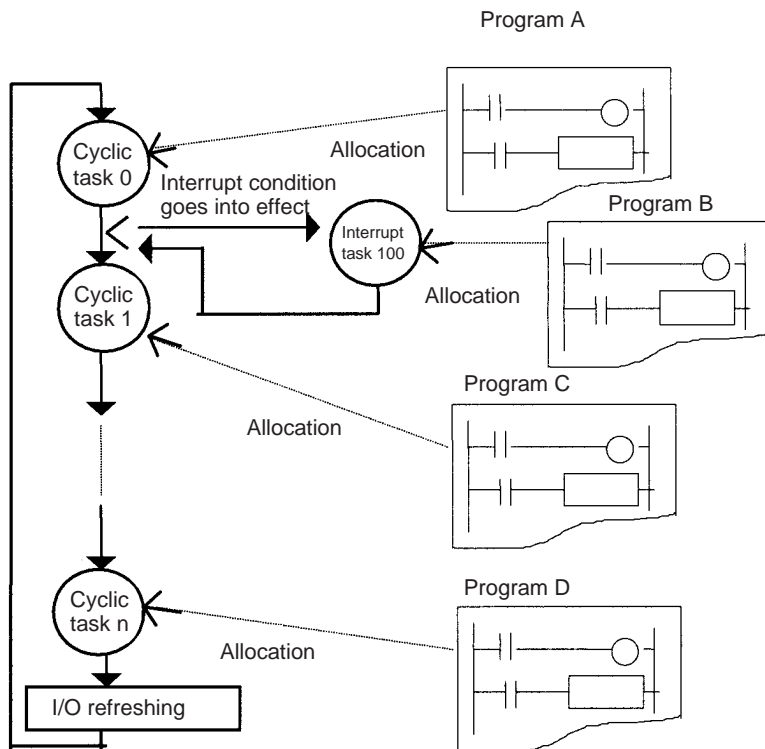 Program A
Cyclic
task 0
Allocation
Interrupt condition
goes into effect
Program B
Interrupt
task 100
Allocation
Cyclic
task 1
Program C
Allocation
Cyclic
task n
Program D
Allocation
I/O refreshing